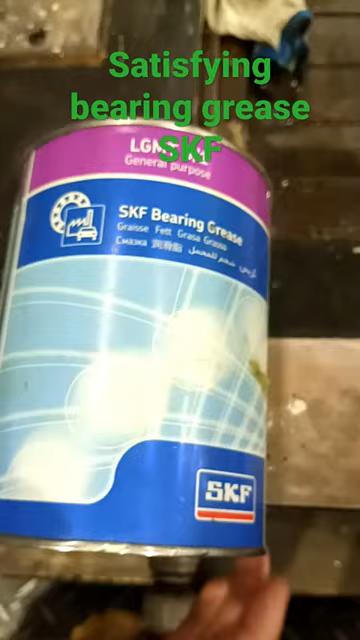 Satisfying
bearing grease
SKF
General purpose
SKF Bearing Grease
Graisse Fett Grasa Grasso
Смазка 润滑脂
SKF